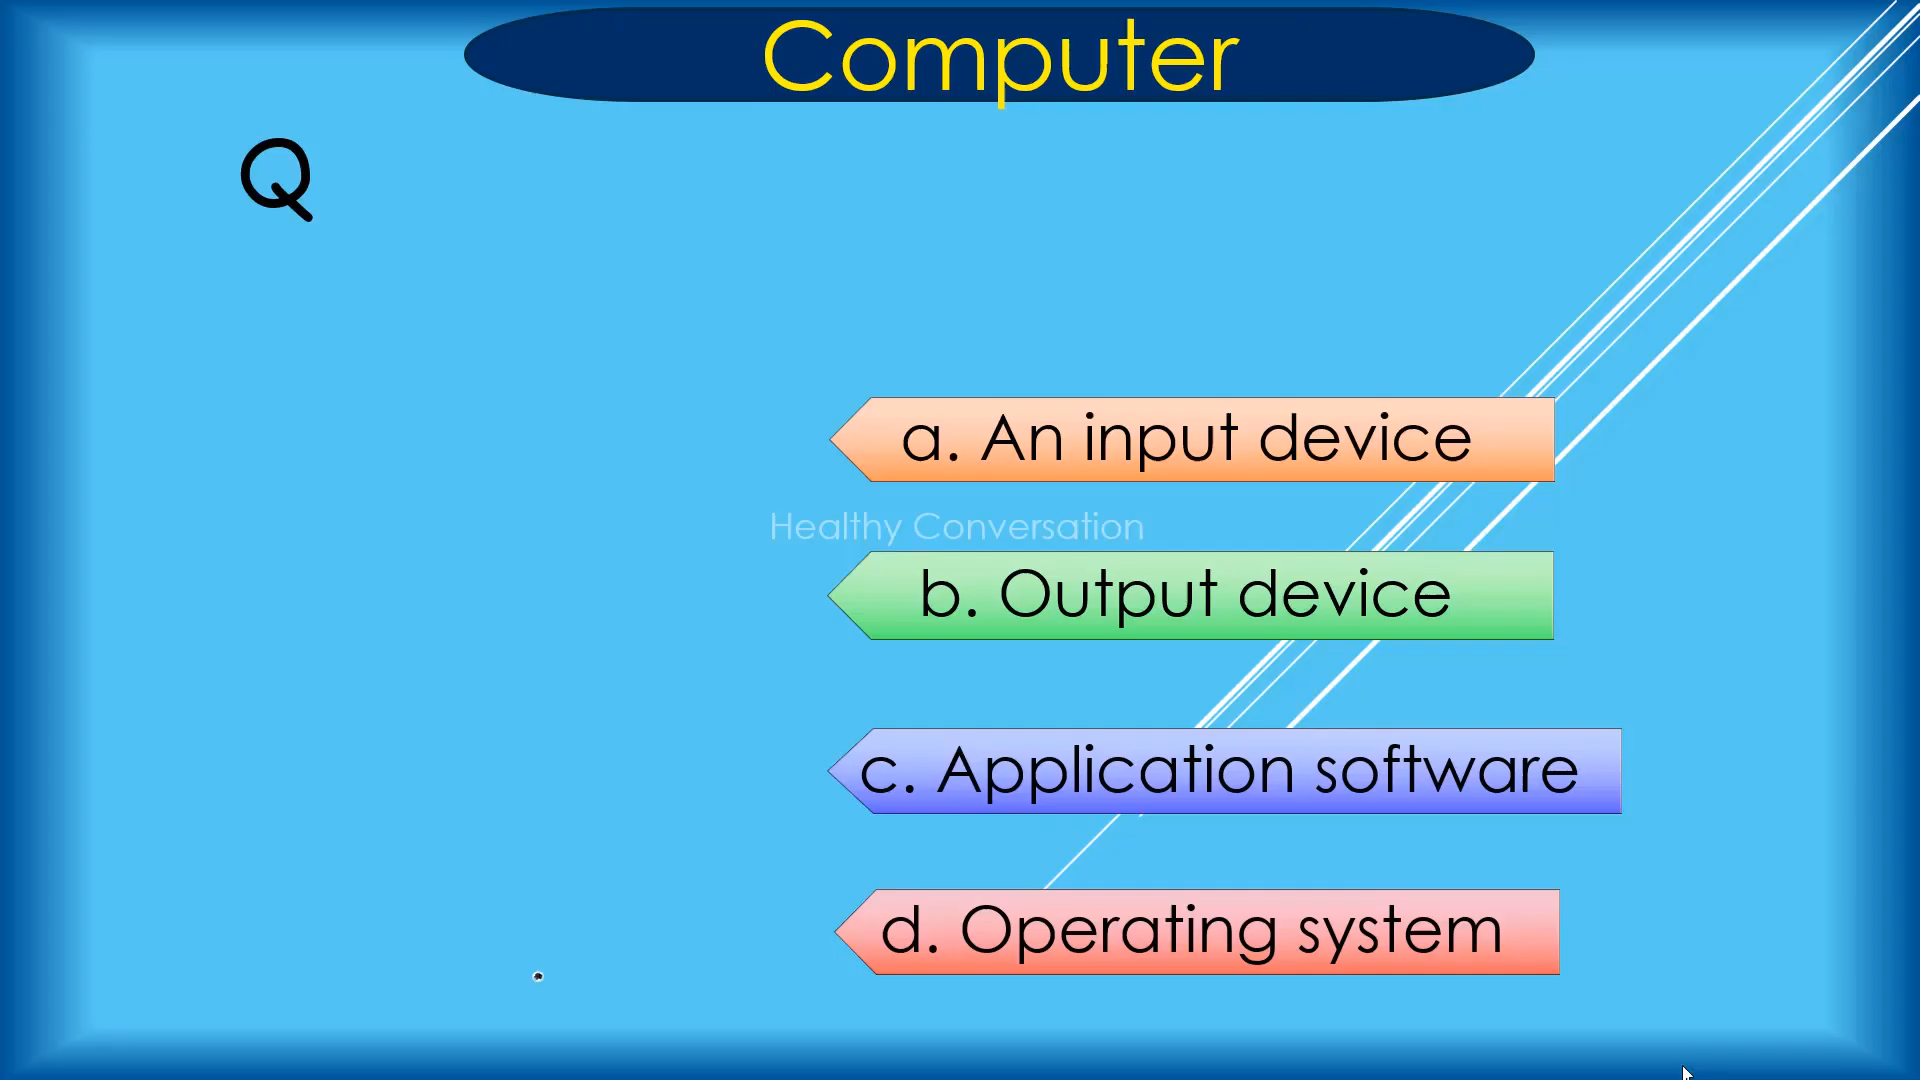 Computer
Q
a. An input device
Healthy Conversation
b. Output device
c. Application software
d. Operating system